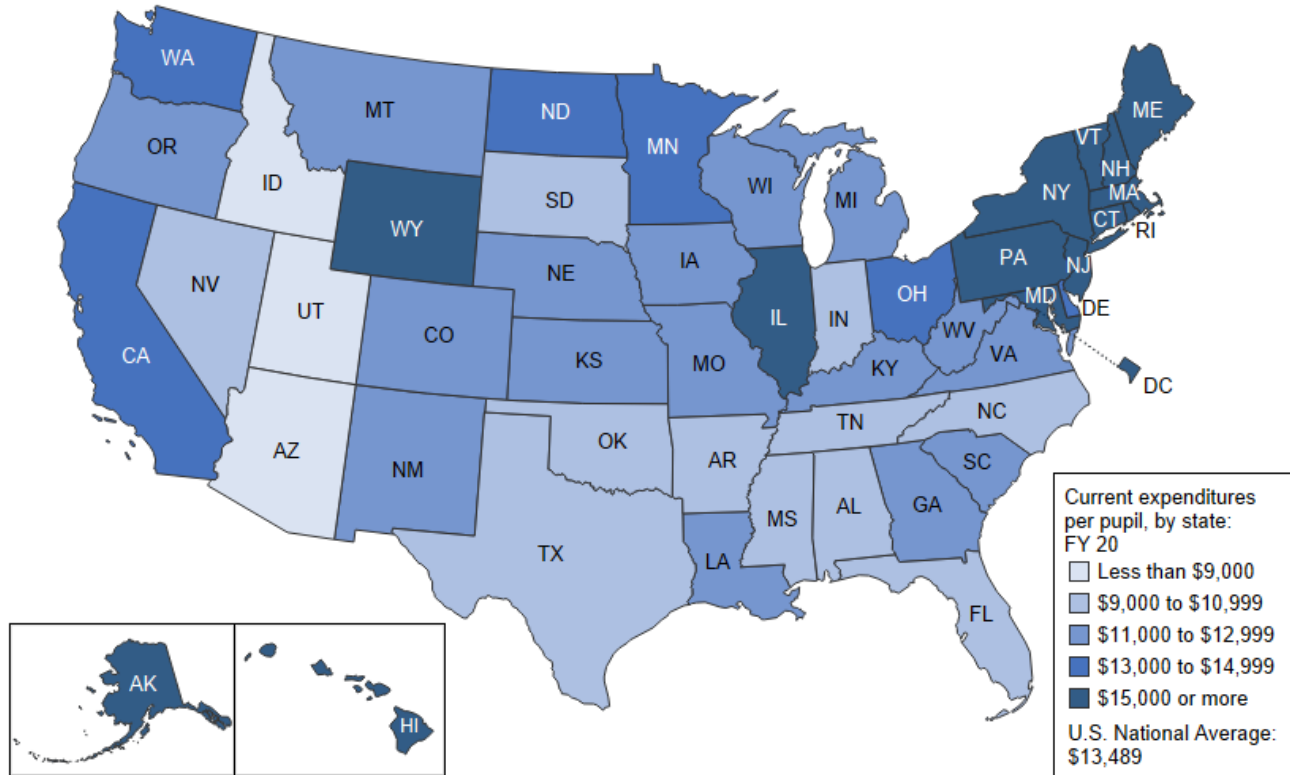 WA
MT
ND
MN
ME
VT
NH
OR
ID
SD
WI
MI
NY
MA
CT
RI
WY
IA
PA
NJ
NE
NV
UT
IL
IN
OH
MD
DE
CO
WV
CA
KS
MO
KY
VA
DC
TN
NC
AZ
NM
OK
AR
SC
MS
AL
GA
TX
LA
FL
AK
HI
Current expenditures
per pupil, by state:
FY 20
Less than $9,000
$9,000 to $10,999
$11,000 to $12,999
$13,000 to $14,999
$15,000 or more
U.S. National Average:
$13,489